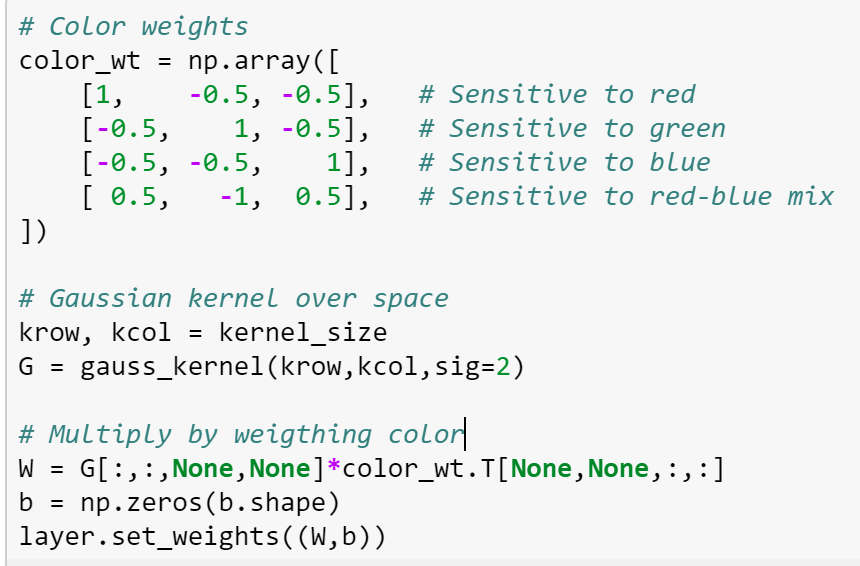 # Color weights
color_wt = np.array([
    [1,    -0.5, -0.5],   # Sensitive to red
    [-0.5,    1, -0.5],   # Sensitive to green
    [-0.5, -0.5,    1],   # Sensitive to blue
    [ 0.5,   -1,  0.5],   # Sensitive to red-blue mix
])

# Gaussian kernel over space
krow, kcol = kernel_size
G = gauss_kernel(krow,kcol,sig=2)

# Multiply by weigthing color
W = G[:,:,None,None]*color_wt.T[None,None,:,:]
b = np.zeros(b.shape)
layer.set_weights((W,b))